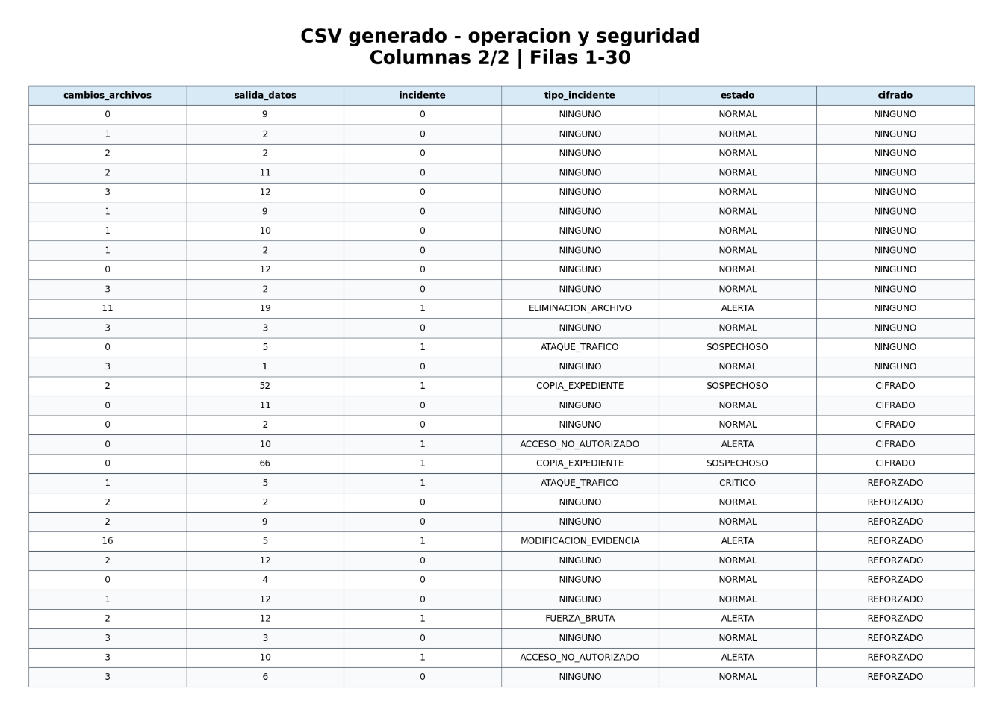 CSV generado - operacion y seguridad
Columnas 2/2 | Filas 1-30
cambios_archivos salida_datos incidente tipo_incidente estado cifrado
0 9 0 NINGUNO NORMAL NINGUNO
1 2 0 NINGUNO NORMAL NINGUNO
2 2 0 NINGUNO NORMAL NINGUNO
2 11 0 NINGUNO NORMAL NINGUNO
3 12 0 NINGUNO NORMAL NINGUNO
1 9 0 NINGUNO NORMAL NINGUNO
1 10 0 NINGUNO NORMAL NINGUNO
1 2 0 NINGUNO NORMAL NINGUNO
0 12 0 NINGUNO NORMAL NINGUNO
3 2 0 NINGUNO NORMAL NINGUNO
11 19 1 ELIMINACION_ARCHIVO ALERTA NINGUNO
3 3 0 NINGUNO NORMAL NINGUNO
0 5 1 ATAQUE_TRAFICO SOSPECHOSO NINGUNO
3 1 0 NINGUNO NORMAL NINGUNO
2 52 1 COPIA_EXPEDIENTE SOSPECHOSO CIFRADO
0 11 0 NINGUNO NORMAL CIFRADO
0 2 0 NINGUNO NORMAL CIFRADO
0 10 1 ACCESO_NO_AUTORIZADO ALERTA CIFRADO
0 66 1 COPIA_EXPEDIENTE SOSPECHOSO CIFRADO
1 5 1 ATAQUE_TRAFICO CRITICO REFORZADO
2 2 0 NINGUNO NORMAL REFORZADO
2 9 0 NINGUNO NORMAL REFORZADO
16 5 1 MODIFICACION_EVIDENCIA ALERTA REFORZADO
2 12 0 NINGUNO NORMAL REFORZADO
0 4 0 NINGUNO NORMAL REFORZADO
1 12 0 NINGUNO NORMAL REFORZADO
2 12 1 FUERZA_BRUTA ALERTA REFORZADO
3 3 0 NINGUNO NORMAL REFORZADO
3 10 1 ACCESO_NO_AUTORIZADO ALERTA REFORZADO
3 6 0 NINGUNO NORMAL REFORZADO